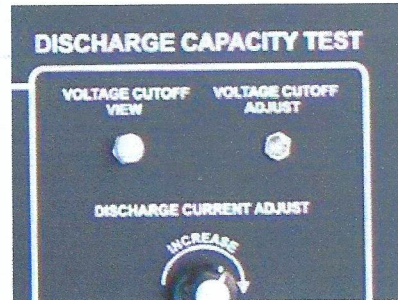 DISCHARGE CAPACITY TEST
VOLTAGE CUTOFF
VIEW
VOLTAGE CUTOFF
ADJUST
DISCHARGE CURRENT ADJUST
INCREASE